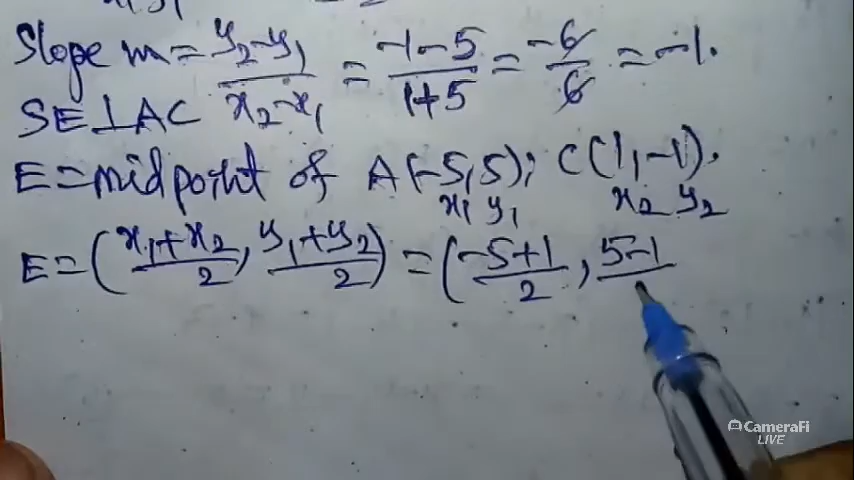 Slope m = y₂-y₁/x₂-x₁ = -1-5/1+5 = -6/6 = -1.
SE⊥AC
E = midpoint of A(-5,5); C(1,-1).
x₁ y₁ x₂ y₂
E = (x₁+x₂/2, y₁+y₂/2) = (-5+1/2, 5-1/
CameraFi
LIVE